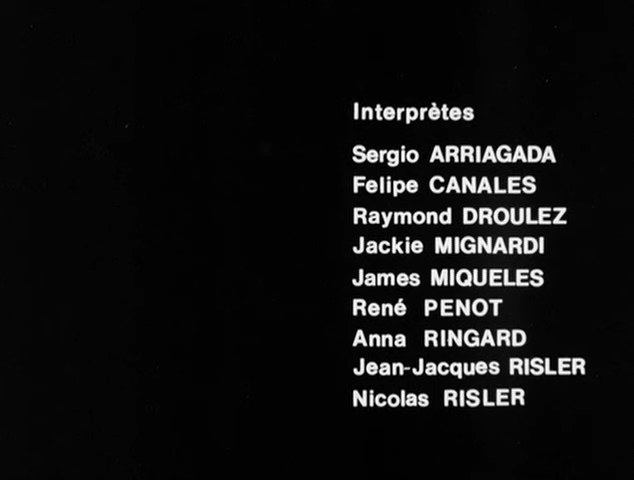 Interprètes
Sergio ARRIAGADA
Felipe CANALES
Raymond DROULEZ
Jackie MIGNARDI
James MIQUELES
René PENOT
Anna RINGARD
Jean-Jacques RISLER
Nicolas RISLER